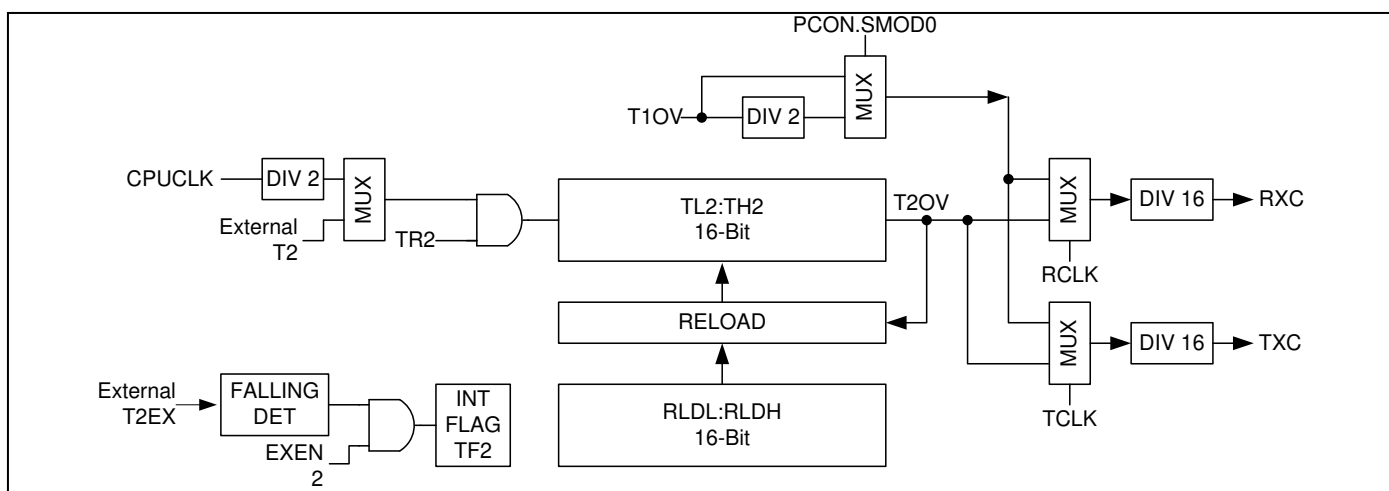 PCON.SMOD0
MUX
T1OV
DIV 2
CPUCLK
DIV 2
MUX
External
T2
TR2
TL2:TH2
16-Bit
T2OV
MUX
DIV 16
RXC
RCLK
RELOAD
MUX
DIV 16
TXC
TCLK
External
T2EX
FALLING
DET
EXEN
2
INT
FLAG
TF2
RLDL:RLDH
16-Bit